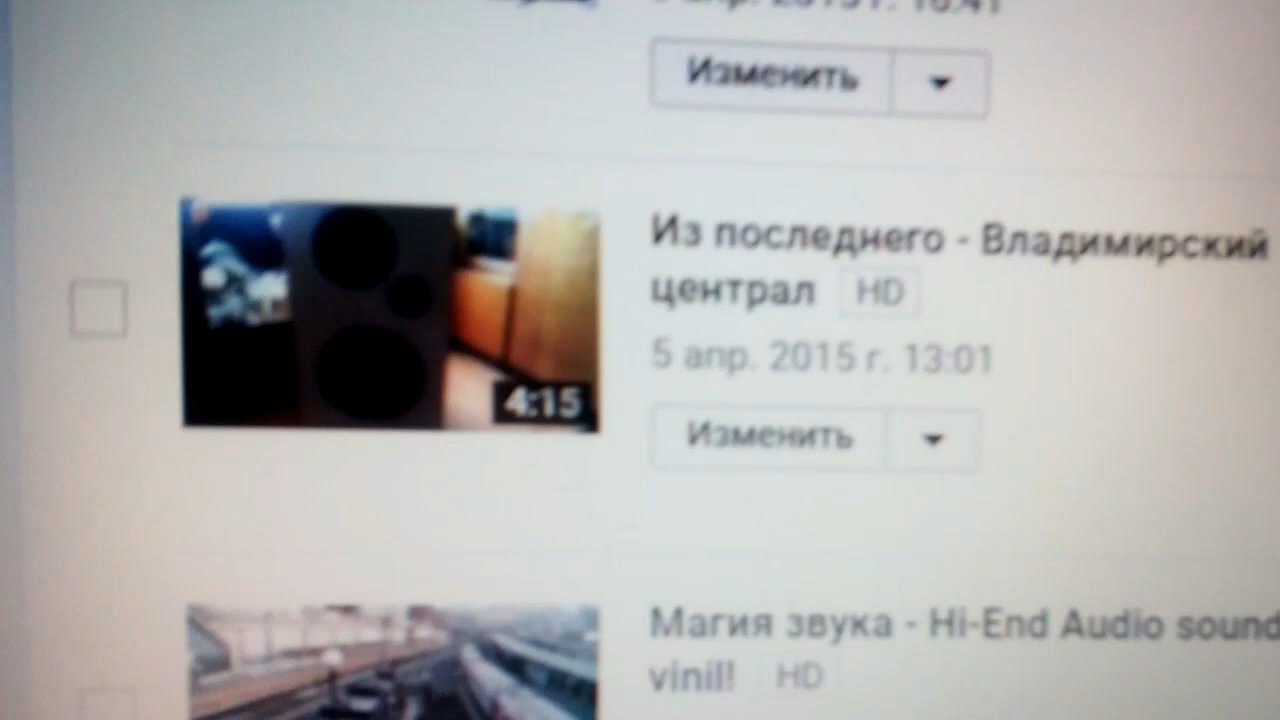 Изменить
4:15
Из последнего - Владимирский
централ HD
5 апр. 2015 г. 13:01
Изменить
Магия звука - Hi-End Audio sound
vinil! HD